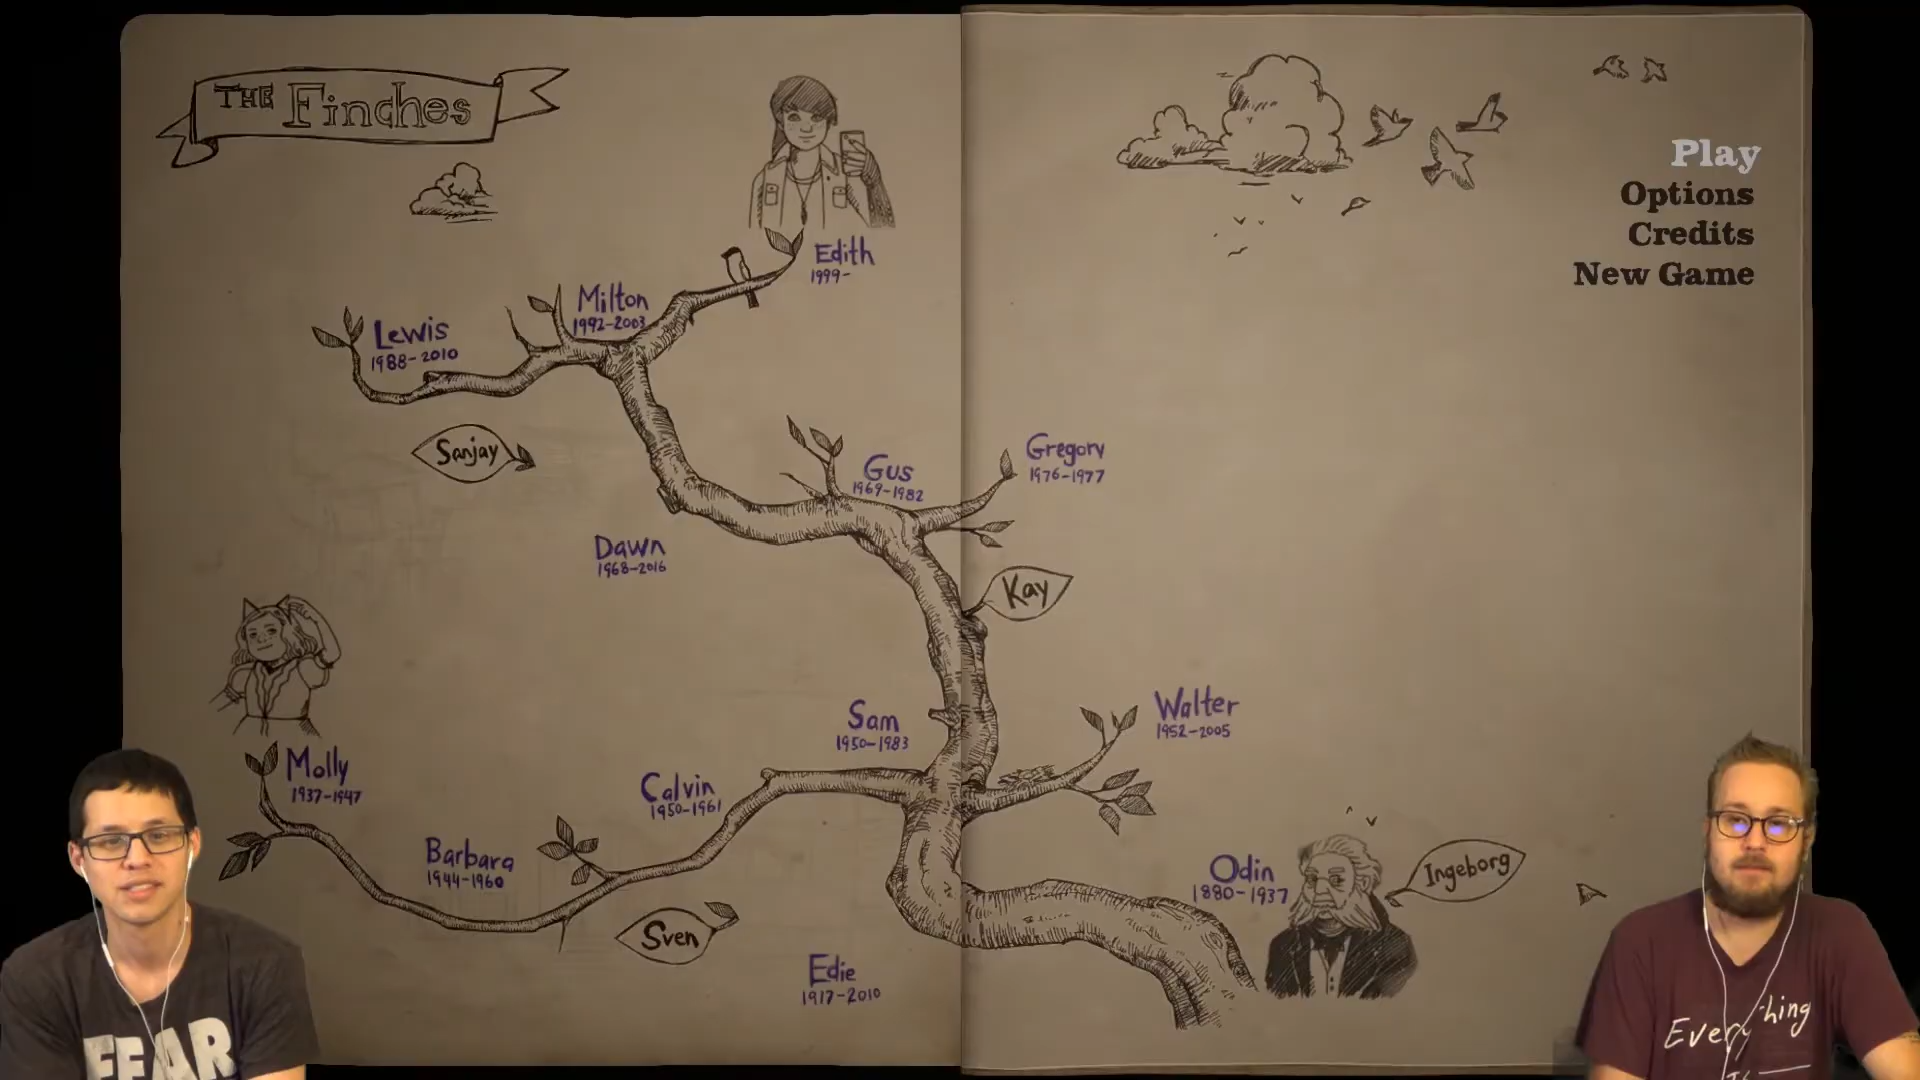 THE Finches
Play
Options
Credits
New Game
Edith
1999-
Milton
1992-2003
Lewis
1988-2010
Sanjay
Gus
1969-1982
Gregory
1976-1977
Dawn
1968-2016
Kay
Sam
1950-1983
Walter
1952-2005
Molly
1937-1947
Calvin
1950-1961
Barbara
1944-1960
Odin
1880-1937
Ingeborg
Sven
Edie
1917-2010
FEAR
Everything